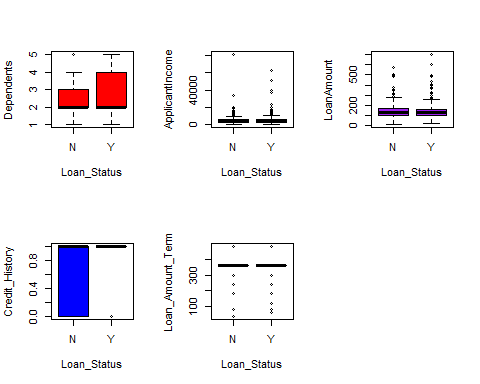 Dependents
5
4
3
2
1
N
Y
Loan_Status
ApplicantIncome
40000
0
N
Y
Loan_Status
LoanAmount
500
200
0
N
Y
Loan_Status
Credit_History
0.8
0.4
0.0
N
Y
Loan_Status
Loan_Amount_Term
300
100
N
Y
Loan_Status